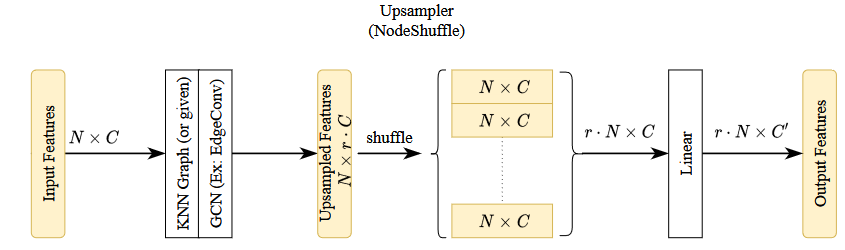 Upsampler
(NodeShuffle)
Input Features
N × C
KNN Graph (or given)
GCN (Ex: EdgeConv)
Upsampled Features
N × r · C
shuffle
N × C
N × C
N × C
r · N × C
Linear
r · N × C′
Output Features